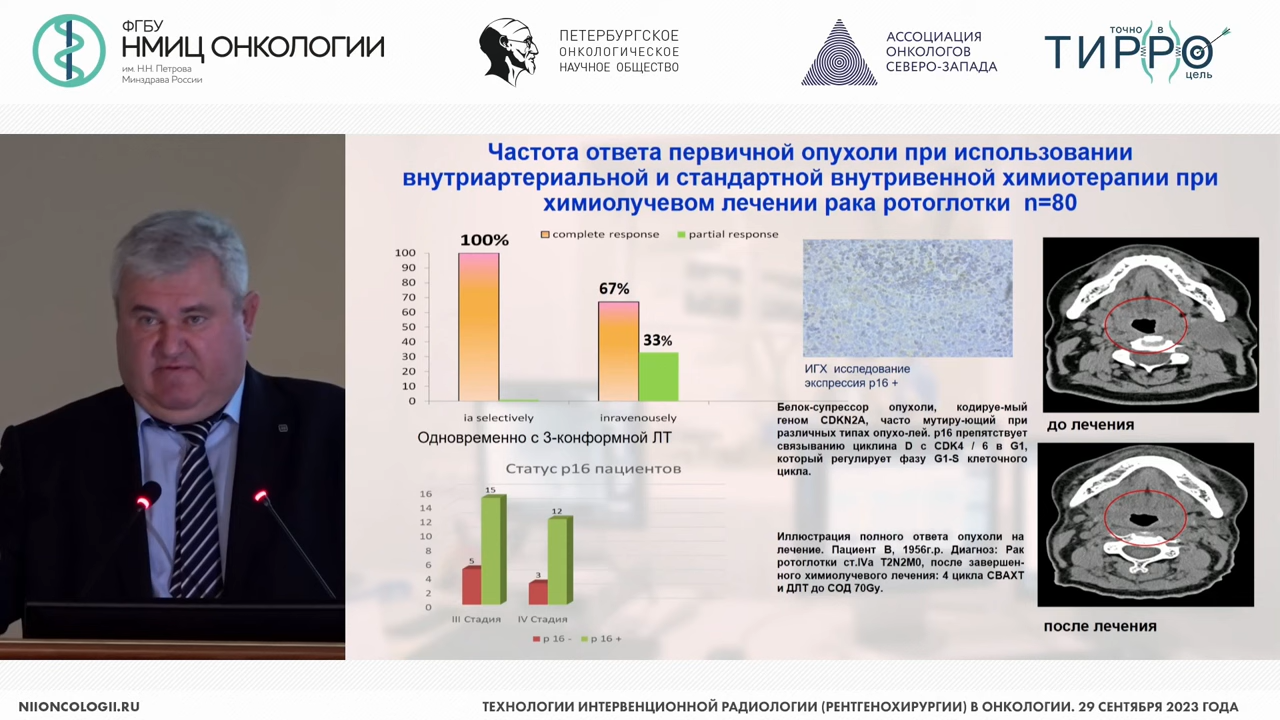 ФГБУ
НМИЦ ОНКОЛОГИИ
им. Н.Н. Петрова
Минздрава России
ПЕТЕРБУРГСКОЕ
ОНКОЛОГИЧЕСКОЕ
НАУЧНОЕ ОБЩЕСТВО
АССОЦИАЦИЯ
ОНКОЛОГОВ
СЕВЕРО-ЗАПАДА
точно в
ТИРРО
цель
Частота ответа первичной опухоли при использовании
внутриартериальной и стандартной внутривенной химиотерапии при
химиолучевом лечении рака ротоглотки n=80
complete response partial response
100%
67%
33%
100
90
80
70
60
50
40
30
20
10
0
ia selectively inravenousely
Одновременно с 3-конформной ЛТ
Статус р16 пациентов
16
14
12
10
8
6
4
2
0
5
15
3
12
III Стадия IV Стадия
р 16 - р 16 +
ИГХ исследование
экспрессия р16 +
Белок-супрессор опухоли, кодируе-мый
геном CDKN2A, часто мутиру-ющий при
различных типах опухо-лей. p16 препятствует
связыванию циклина D с CDK4 / 6 в G1,
который регулирует фазу G1-S клеточного
цикла.
Иллюстрация полного ответа опухоли на
лечение. Пациент В, 1956г.р. Диагноз: Рак
ротоглотки ст.IVa T2N2M0, после завершен-
ного химиолучевого лечения: 4 цикла СВАХТ
и ДЛТ до СОД 70Gy.
до лечения
после лечения
NIIONCOLOGII.RU
ТЕХНОЛОГИИ ИНТЕРВЕНЦИОННОЙ РАДИОЛОГИИ (РЕНТГЕНОХИРУРГИИ) В ОНКОЛОГИИ. 29 СЕНТЯБРЯ 2023 ГОДА